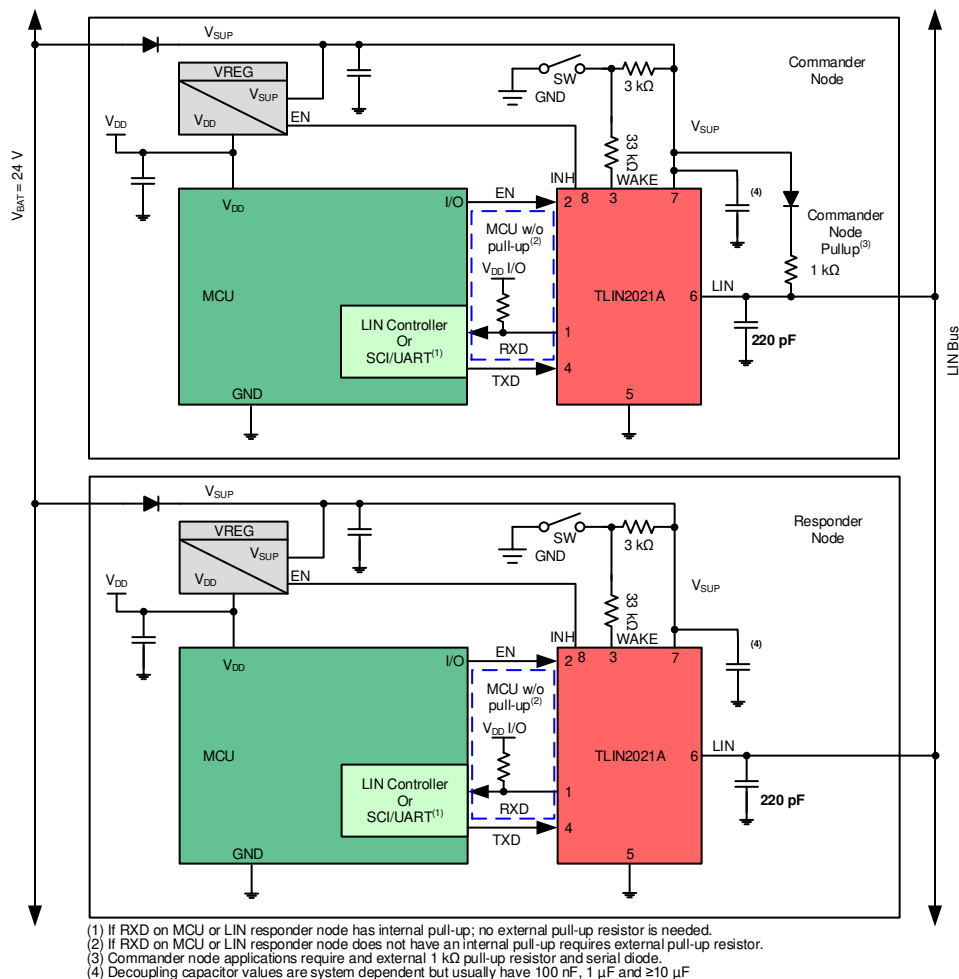 V_SUP
Commander
Node
VREG
V_SUP
V_DD
EN
V_DD
SW
GND
3 kΩ
33 kΩ
V_SUP
V_BAT = 24 V
INH
WAKE
I/O
EN
2
8
3
7
(4)
V_DD
MCU w/o
pull-up(2)
V_DD I/O
Commander
Node
Pullup(3)
1 kΩ
MCU
TLIN2021A
6
LIN
LIN Controller
Or
SCI/UART(1)
1
RXD
4
TXD
220 pF
LIN Bus
GND
5
V_SUP
Responder
Node
VREG
V_SUP
V_DD
EN
V_DD
SW
GND
3 kΩ
33 kΩ
V_SUP
INH
WAKE
I/O
EN
2
8
3
7
(4)
V_DD
MCU w/o
pull-up(2)
V_DD I/O
MCU
TLIN2021A
6
LIN
LIN Controller
Or
SCI/UART(1)
1
RXD
4
TXD
220 pF
GND
5
(1) If RXD on MCU or LIN responder node has internal pull-up; no external pull-up resistor is needed.
(2) If RXD on MCU or LIN responder node does not have an internal pull-up requires external pull-up resistor.
(3) Commander node applications require and external 1 kΩ pull-up resistor and serial diode.
(4) Decoupling capacitor values are system dependent but usually have 100 nF, 1 µF and ≥10 µF